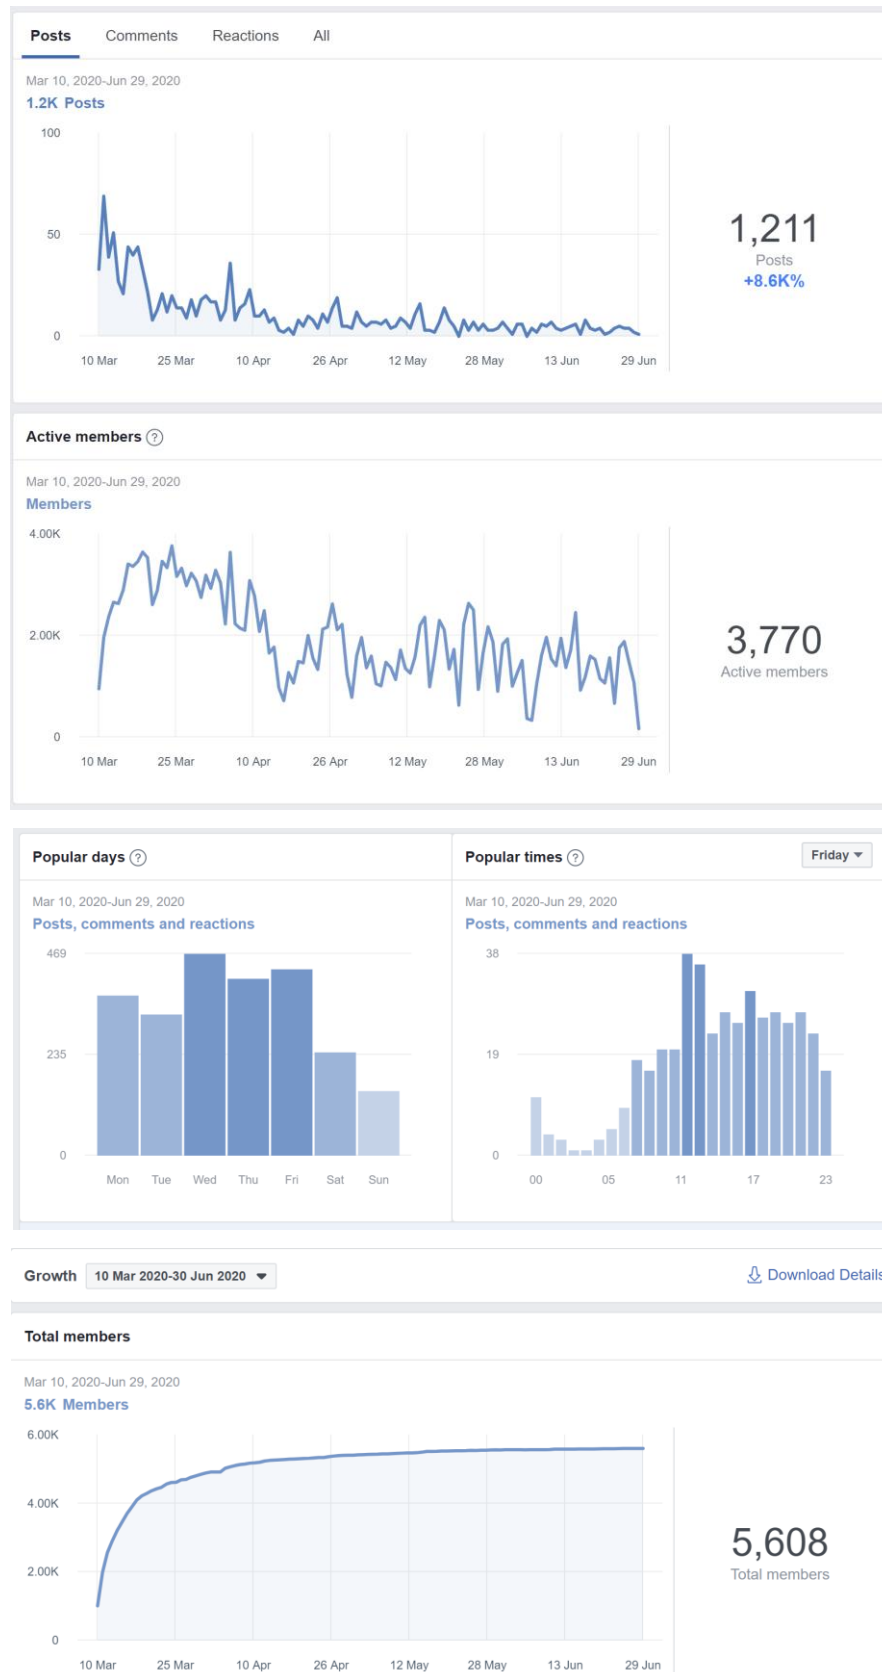 Posts Comments Reactions All
Mar 10, 2020-Jun 29, 2020
1.2K Posts
100
50
0
10 Mar 25 Mar 10 Apr 26 Apr 12 May 28 May 13 Jun 29 Jun
1,211
Posts
+8.6K%
Active members ?
Mar 10, 2020-Jun 29, 2020
Members
4.00K
2.00K
0
10 Mar 25 Mar 10 Apr 26 Apr 12 May 28 May 13 Jun 29 Jun
3,770
Active members
Popular days ?
Mar 10, 2020-Jun 29, 2020
Posts, comments and reactions
469
235
0
Mon Tue Wed Thu Fri Sat Sun
Popular times ?
Friday
Mar 10, 2020-Jun 29, 2020
Posts, comments and reactions
38
19
0
00 05 11 17 23
Growth 10 Mar 2020-30 Jun 2020
Download Details
Total members
Mar 10, 2020-Jun 29, 2020
5.6K Members
6.00K
4.00K
2.00K
0
10 Mar 25 Mar 10 Apr 26 Apr 12 May 28 May 13 Jun 29 Jun
5,608
Total members